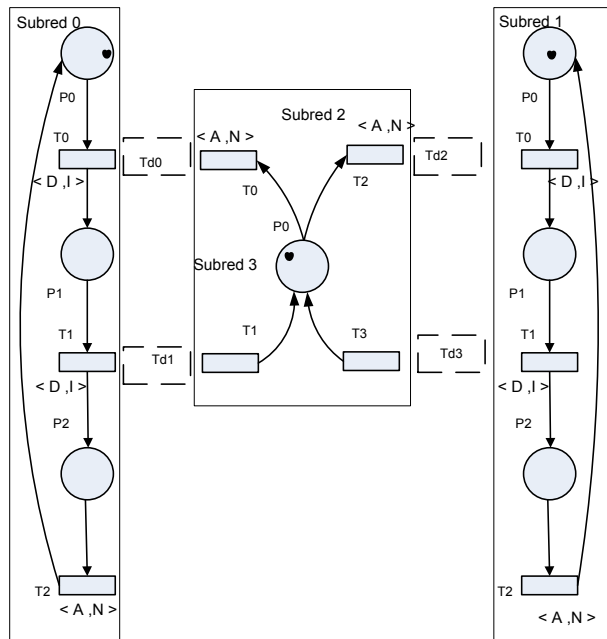 Subred 0
P0
T0
< D ,I >
P1
T1
< D ,I >
P2
T2
< A ,N >
Td0
Td1
Subred 2
< A ,N >
T0
< A ,N >
T2
P0
Subred 3
T1
T3
Td2
Td3
Subred 1
P0
T0
< D ,I >
P1
T1
< D ,I >
P2
T2
< A ,N >